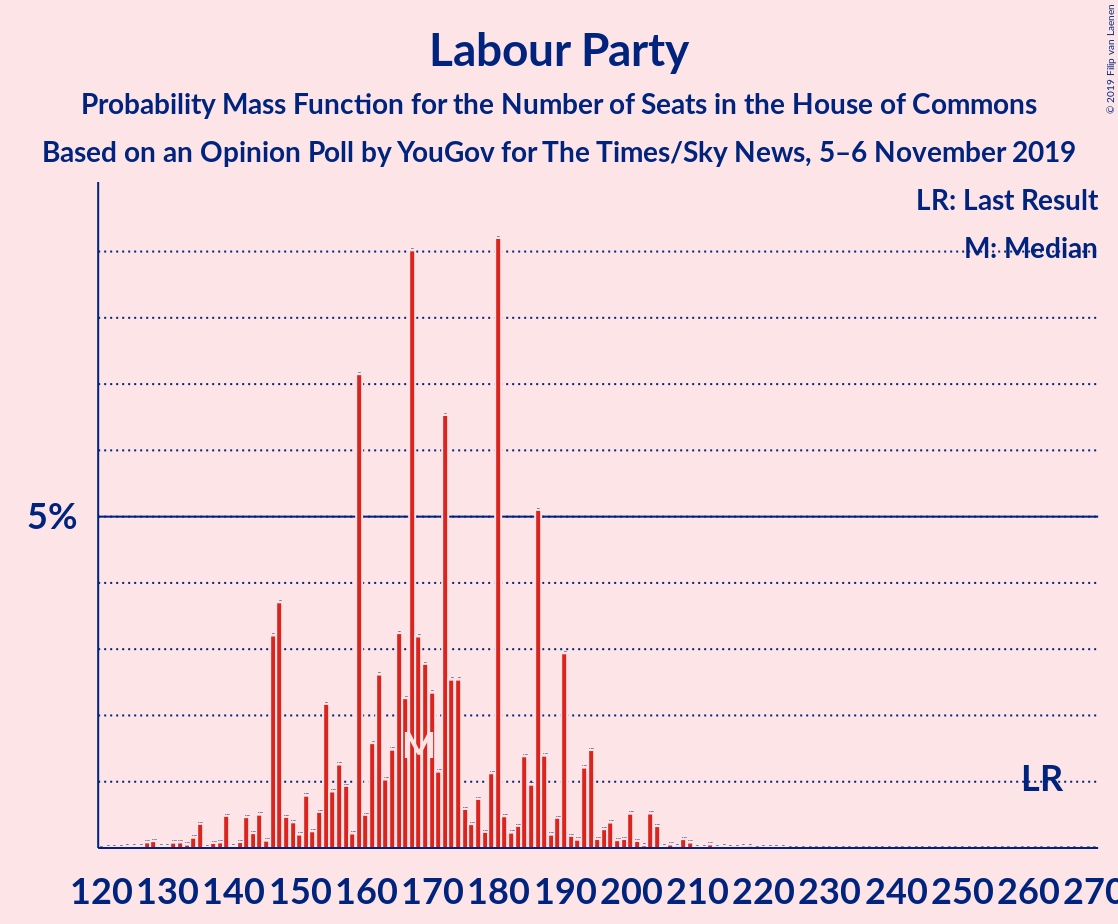 Labour Party
Probability Mass Function for the Number of Seats in the House of Commons
Based on an Opinion Poll by YouGov for The Times/Sky News, 5–6 November 2019
© 2019 Filip van Laenen
LR: Last Result
M: Median
5%
M
LR
120 130 140 150 160 170 180 190 200 210 220 230 240 250 260 270